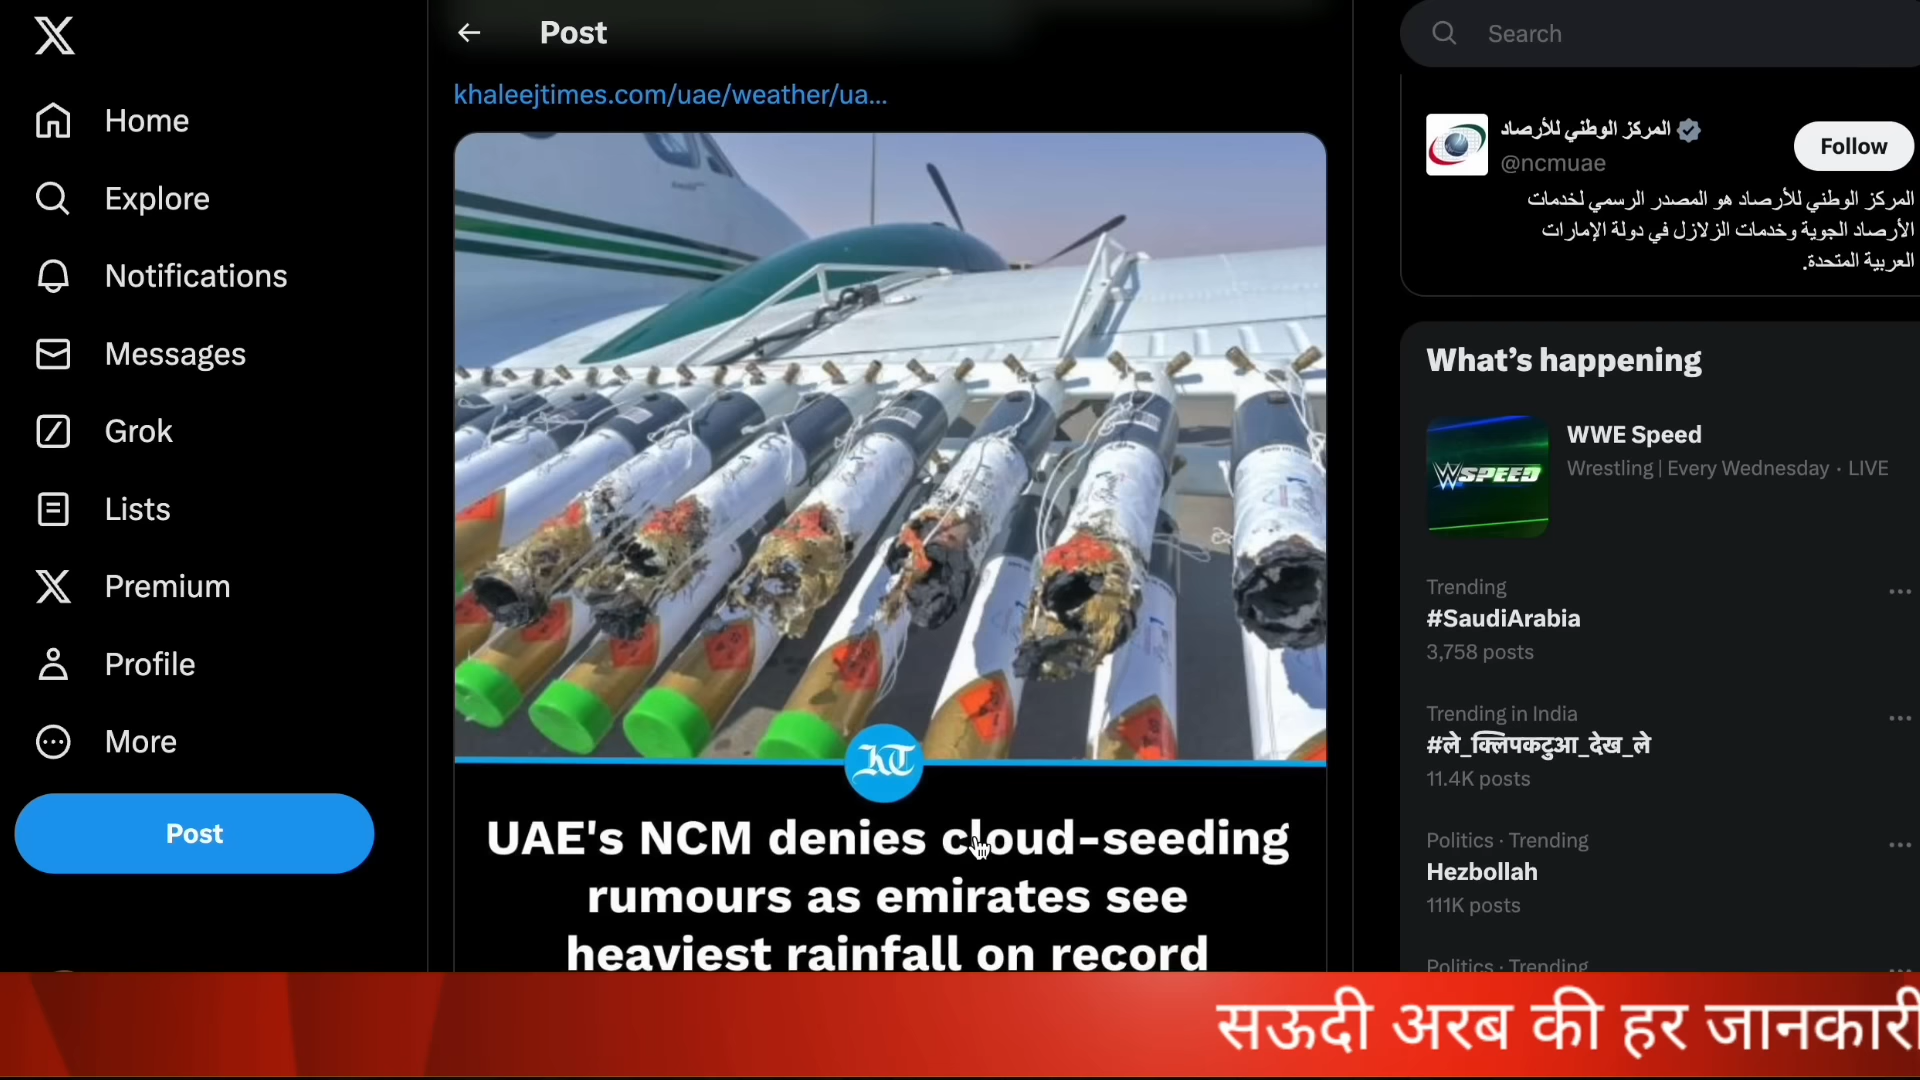 Home
Explore
Notifications
Messages
Grok
Lists
Premium
Profile
More
Post
Post
khaleejtimes.com/uae/weather/ua...
KT
UAE's NCM denies cloud-seeding
rumours as emirates see
heaviest rainfall on record
Search
المركز الوطني للأرصاد
@ncmuae
Follow
المركز الوطني للأرصاد هو المصدر الرسمي لخدمات
الأرصاد الجوية وخدمات الزلازل في دولة الإمارات
العربية المتحدة.
What's happening
WWE Speed
Wrestling | Every Wednesday · LIVE
W SPEED
Trending
#SaudiArabia
3,758 posts
Trending in India
#ले_क्लिपकटुआ_देख_ले
11.4K posts
Politics · Trending
Hezbollah
111K posts
Politics · Trending
सऊदी अरब की हर जानकारी